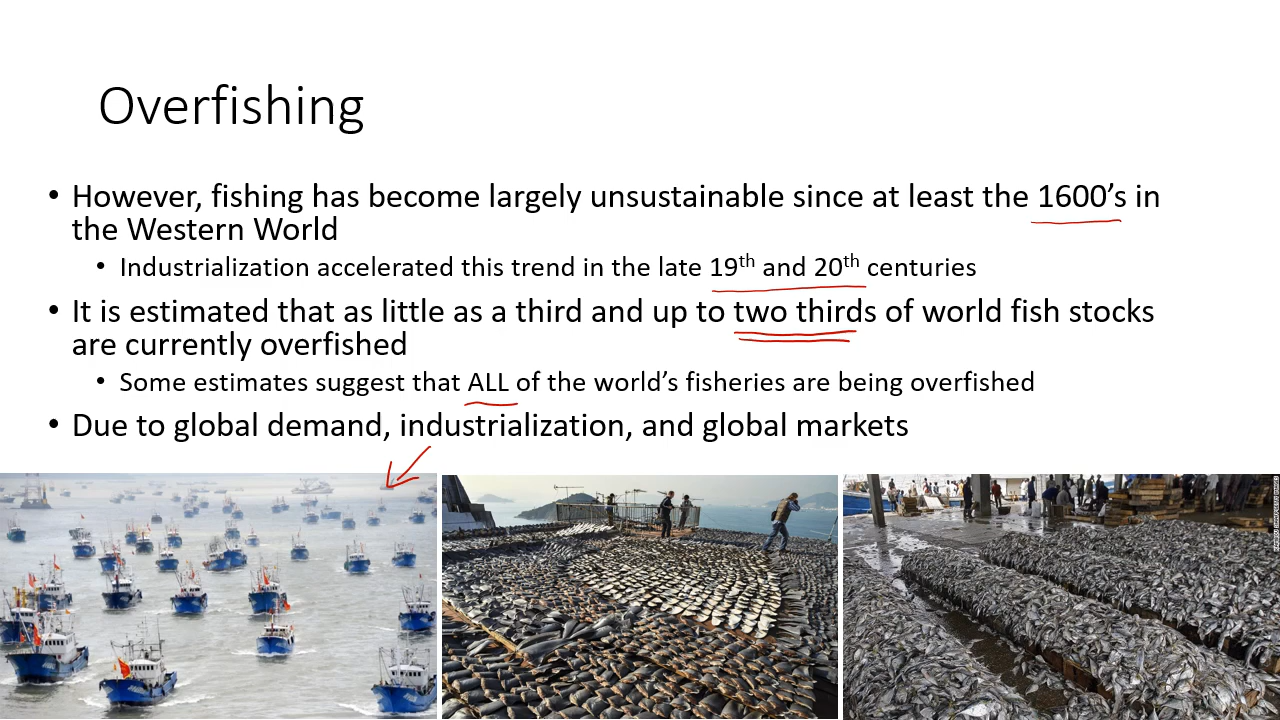 Overfishing
• However, fishing has become largely unsustainable since at least the 1600’s in
the Western World
• Industrialization accelerated this trend in the late 19th and 20th centuries
• It is estimated that as little as a third and up to two thirds of world fish stocks
are currently overfished
• Some estimates suggest that ALL of the world’s fisheries are being overfished
• Due to global demand, industrialization, and global markets